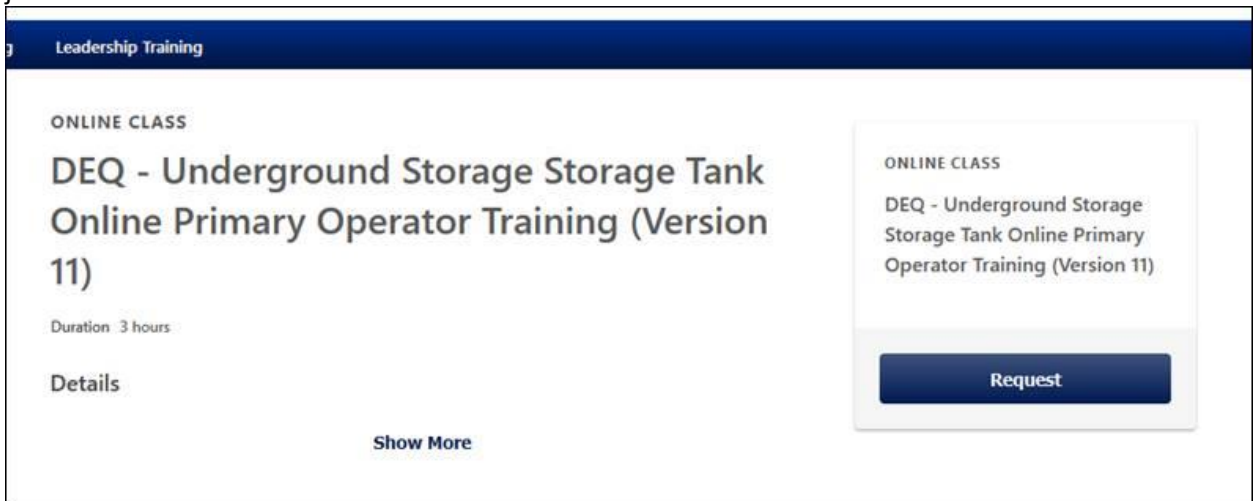 Leadership Training
ONLINE CLASS
DEQ - Underground Storage Storage Tank
Online Primary Operator Training (Version
11)
Duration 3 hours
Details
Show More
ONLINE CLASS
DEQ - Underground Storage
Storage Tank Online Primary
Operator Training (Version 11)
Request